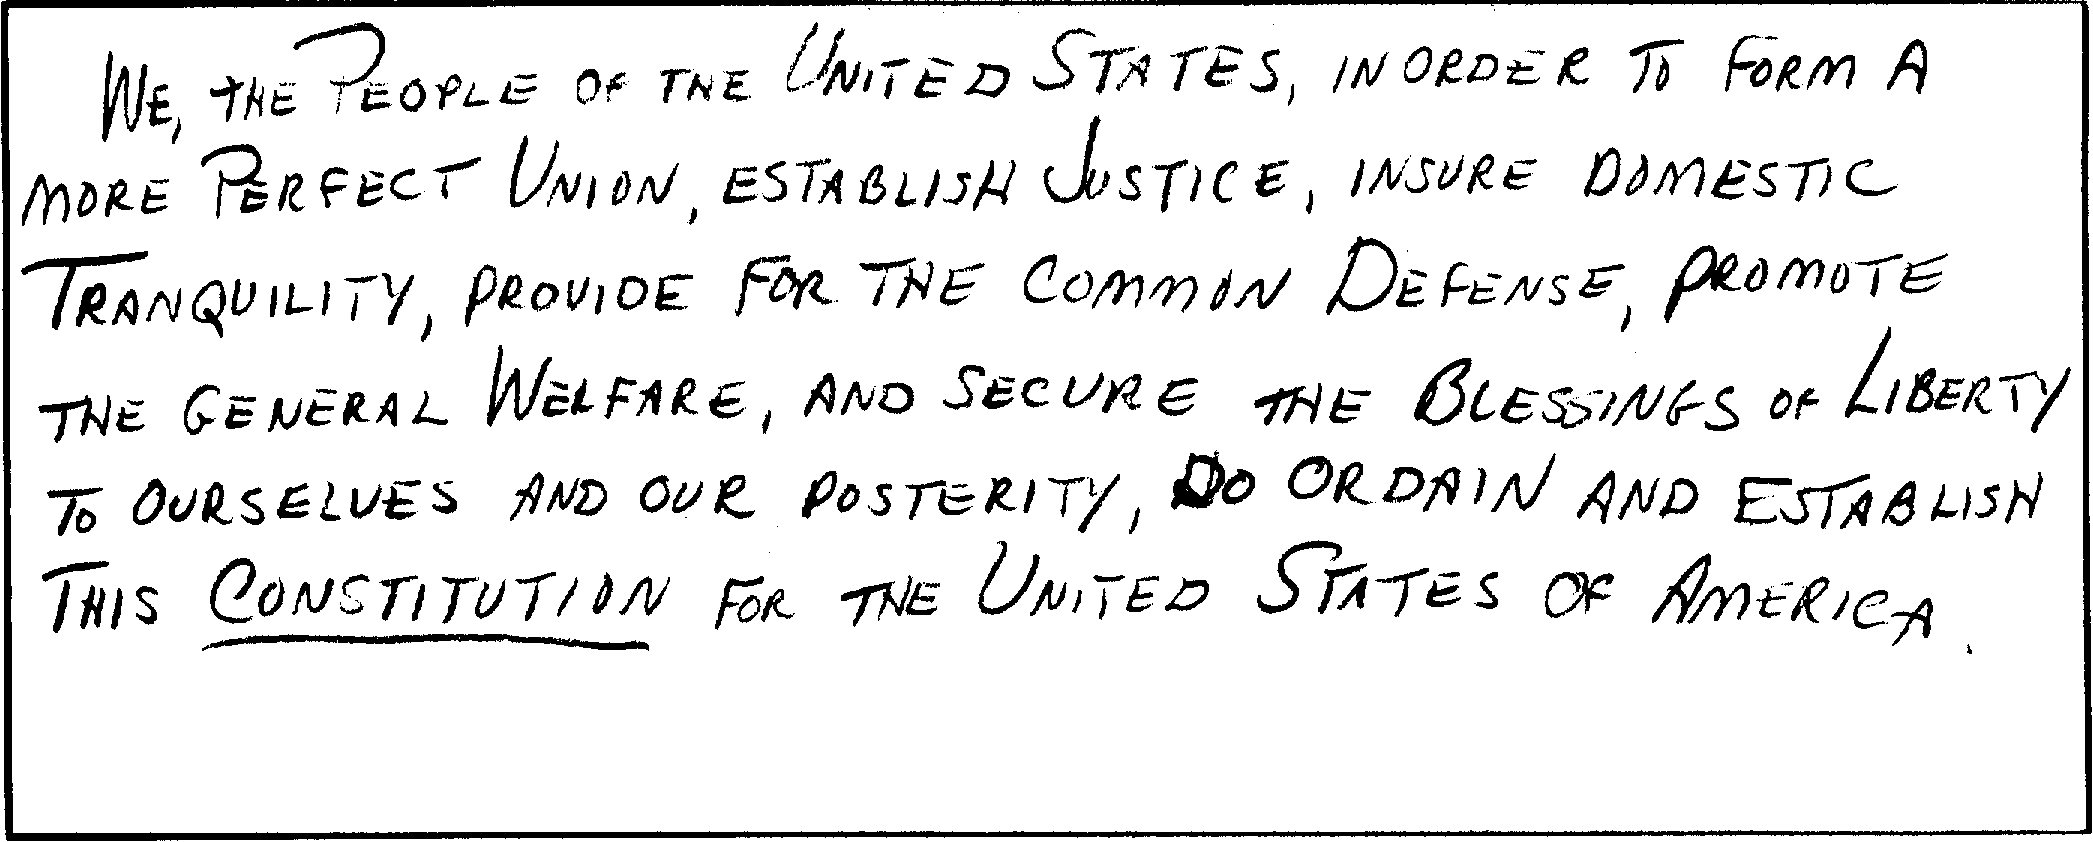 WE, THE PEOPLE OF THE UNITED STATES, IN ORDER TO FORM A
MORE PERFECT UNION, ESTABLISH JUSTICE, INSURE DOMESTIC
TRANQUILITY, PROVIDE FOR THE COMMON DEFENSE, PROMOTE
THE GENERAL WELFARE, AND SECURE THE BLESSINGS OF LIBERTY
TO OURSELVES AND OUR POSTERITY, DO ORDAIN AND ESTABLISH
THIS CONSTITUTION FOR THE UNITED STATES OF AMERICA.